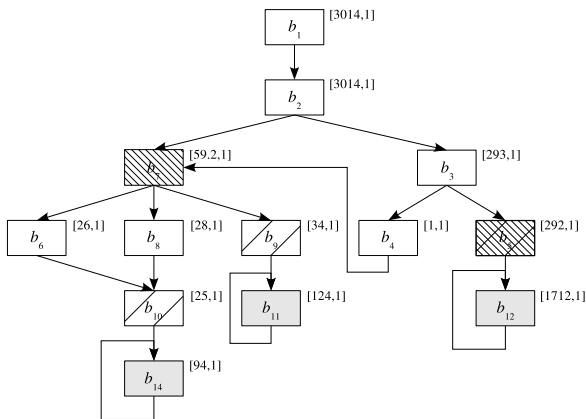 b1 [3014,1]
b2 [3014,1]
b7 [59.2,1]
b3 [293,1]
b6 [26,1]
b8 [28,1]
b9 [34,1]
b4 [1,1]
b5 [292,1]
b10 [25,1]
b11 [124,1]
b12 [1712,1]
b14 [94,1]